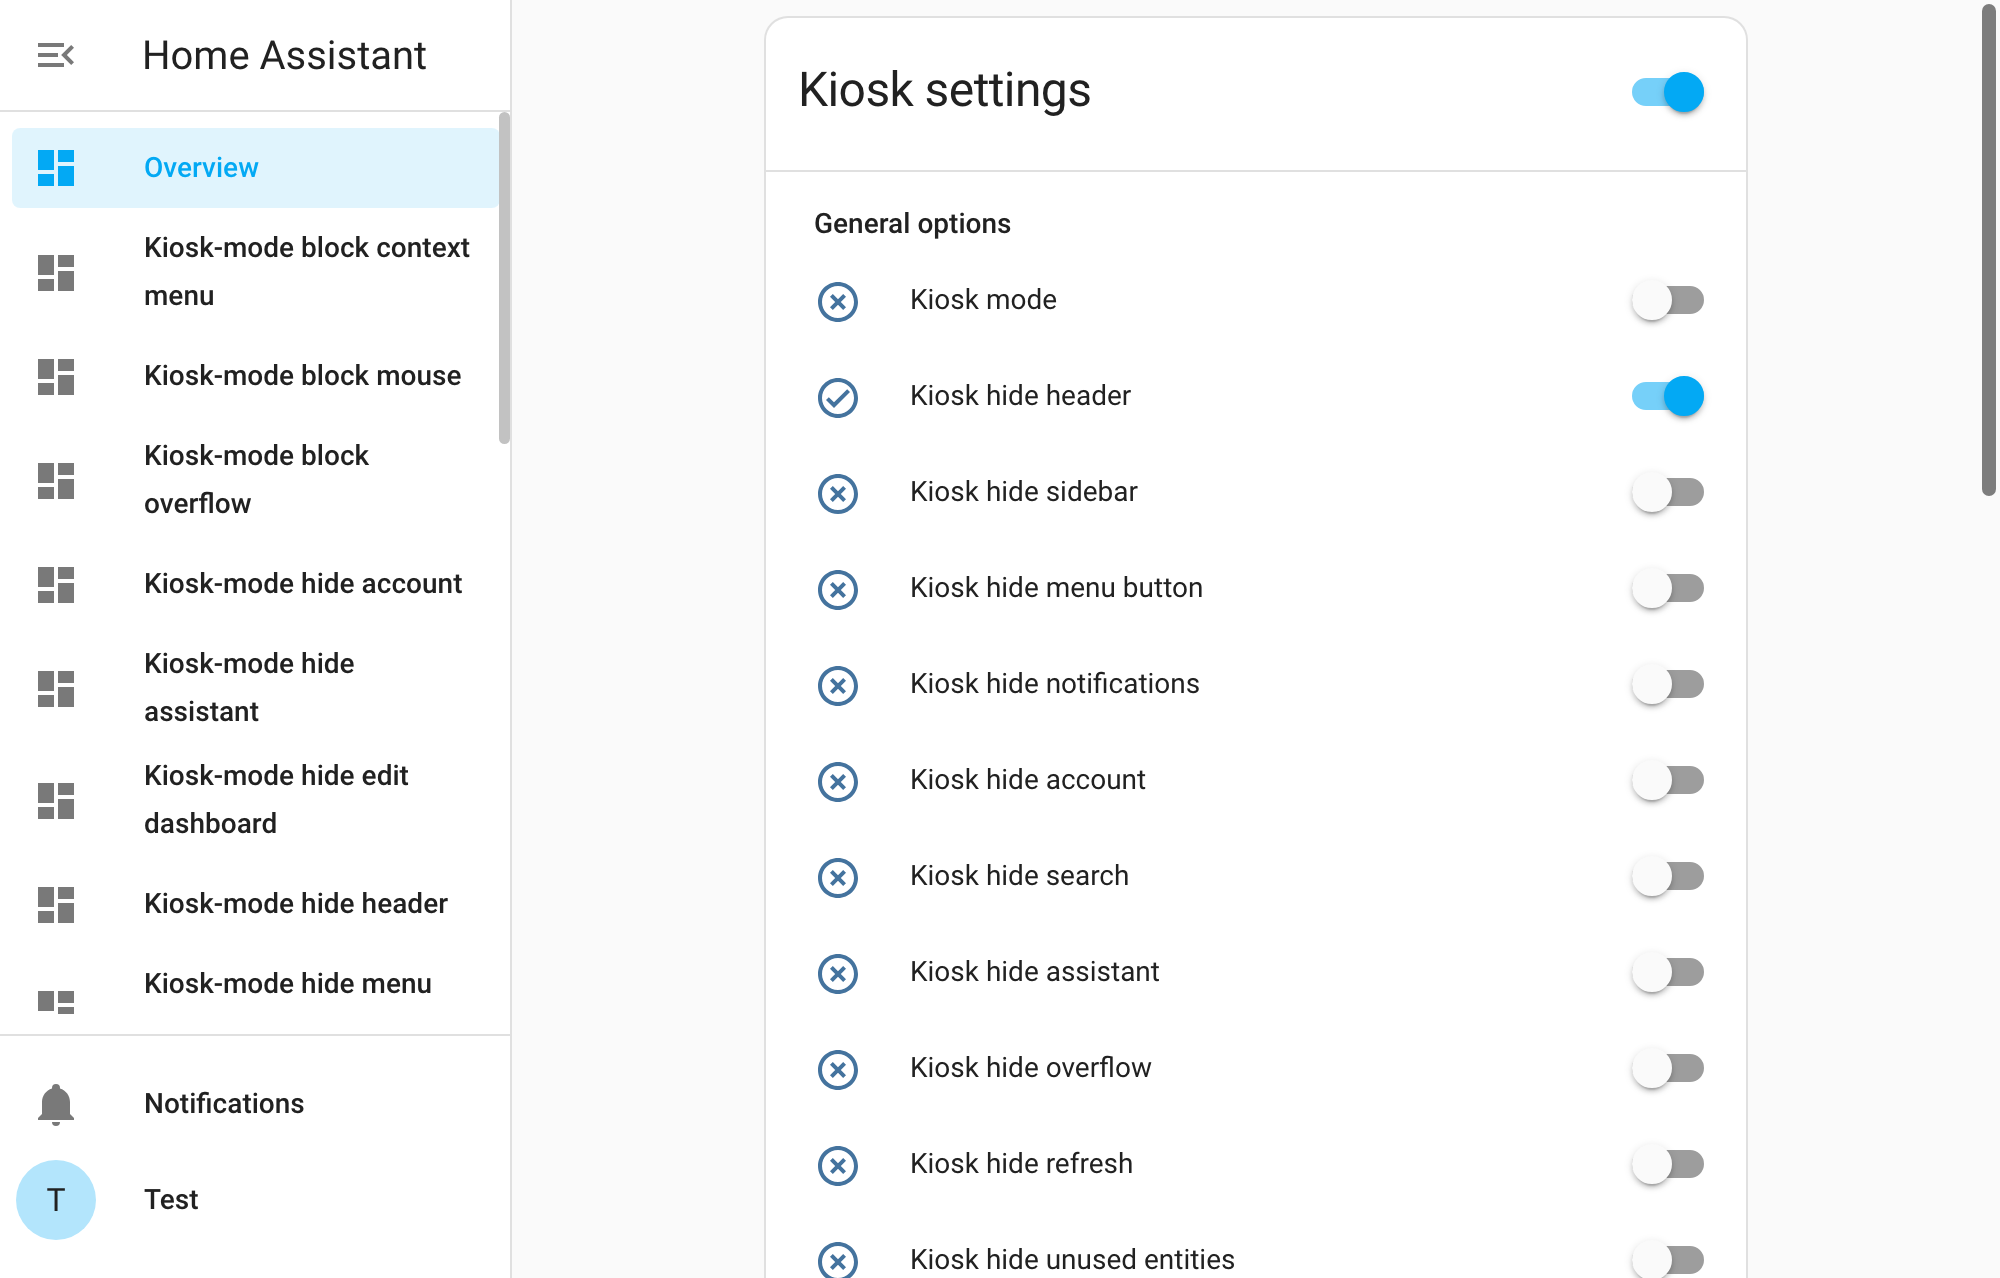 Home Assistant
Overview
Kiosk-mode block context
menu
Kiosk-mode block mouse
Kiosk-mode block
overflow
Kiosk-mode hide account
Kiosk-mode hide
assistant
Kiosk-mode hide edit
dashboard
Kiosk-mode hide header
Kiosk-mode hide menu
Notifications
T
Test
Kiosk settings
General options
Kiosk mode
Kiosk hide header
Kiosk hide sidebar
Kiosk hide menu button
Kiosk hide notifications
Kiosk hide account
Kiosk hide search
Kiosk hide assistant
Kiosk hide overflow
Kiosk hide refresh
Kiosk hide unused entities